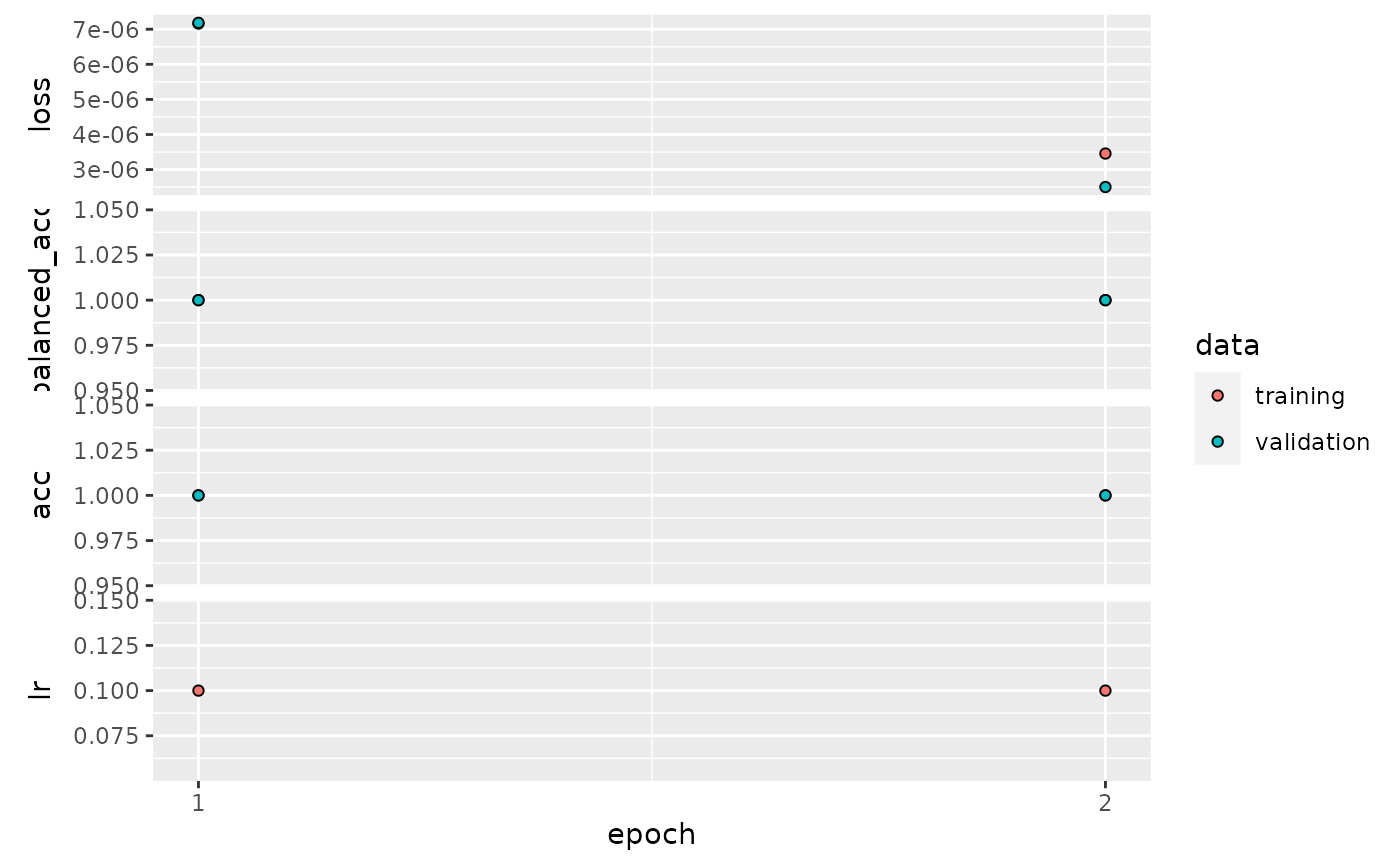 loss
7e-06
6e-06
5e-06
4e-06
3e-06
balanced_acc
1.050
1.025
1.000
0.975
0.950
acc
1.050
1.025
1.000
0.975
0.950
lr
0.150
0.125
0.100
0.075
1
2
epoch
data
training
validation